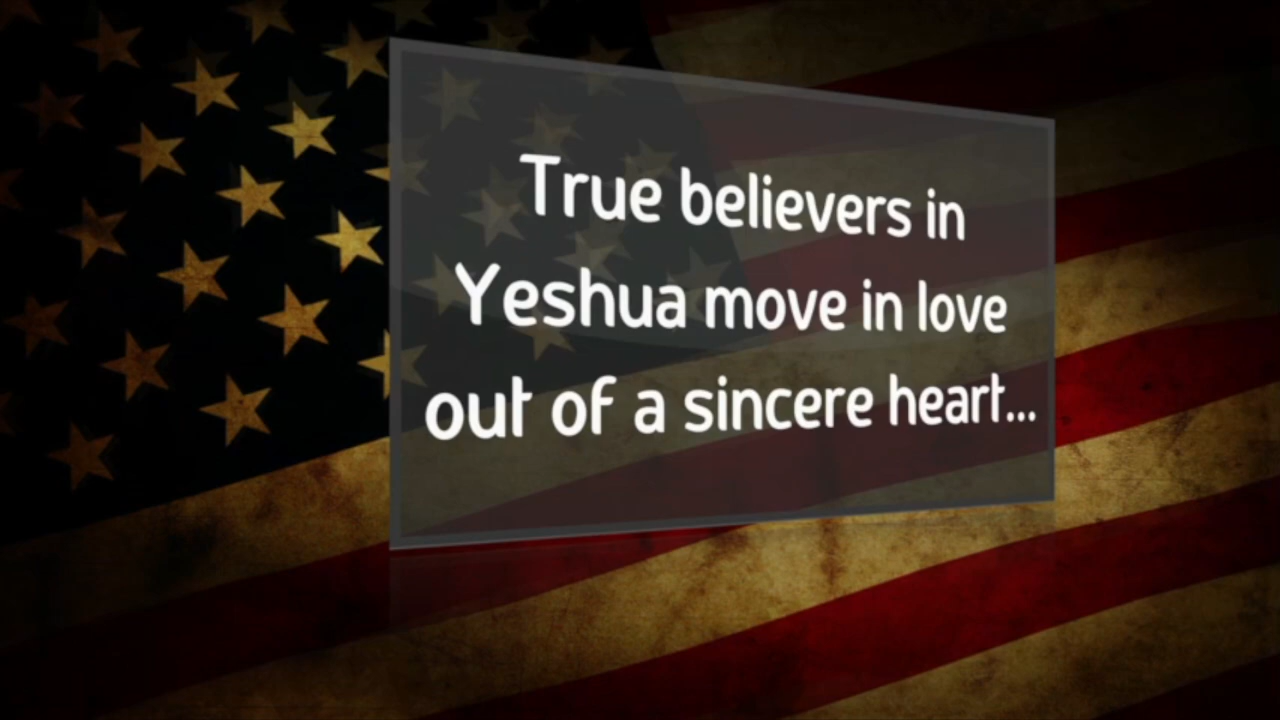 True believers in
Yeshua move in love
out of a sincere heart...